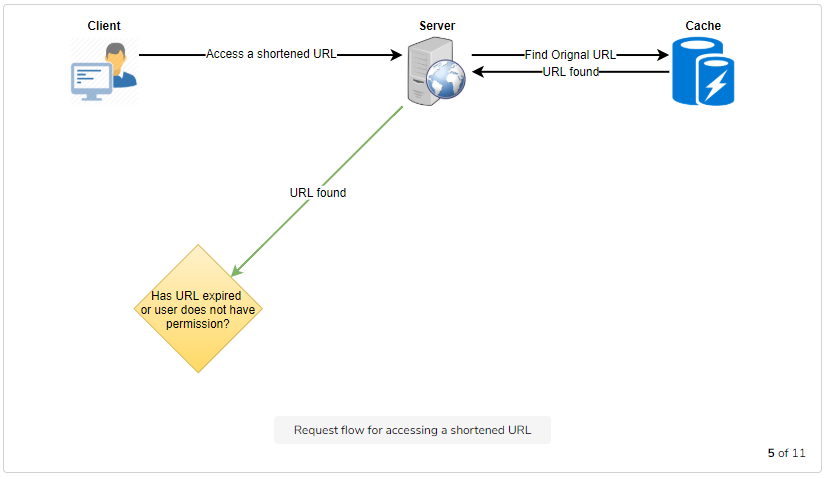 Client
Server
Cache
Access a shortened URL
Find Orignal URL
URL found
URL found
Has URL expired
or user does not have
permission?
Request flow for accessing a shortened URL
5 of 11